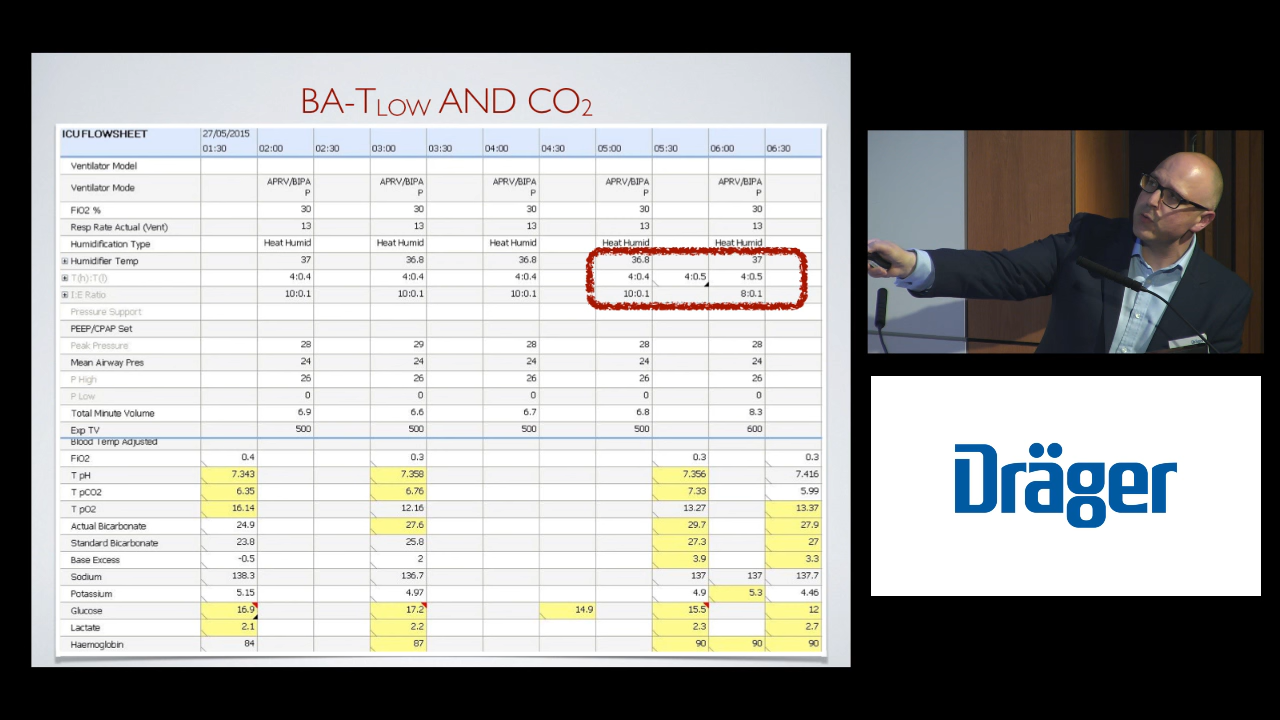 BA-TLOW AND CO2
ICU FLOWSHEET 27/05/2015
01:30 02:00 02:30 03:00 03:30 04:00 04:30 05:00 05:30 06:00 06:30
Ventilator Model
Ventilator Mode APRV/BIPA P APRV/BIPA P APRV/BIPA P APRV/BIPA P APRV/BIPA P
FiO2 % 30 30 30 30 30
Resp Rate Actual (Vent) 13 13 13 13 13
Humidification Type Heat Humid Heat Humid Heat Humid Heat Humid Heat Humid
Humidifier Temp 37 36.8 36.8 36.8 37
T(h):T(l) 4:0.4 4:0.4 4:0.4 4:0.4 4:0.5 4:0.5
I:E Ratio 10:0.1 10:0.1 10:0.1 10:0.1 8:0.1
Pressure Support
PEEP/CPAP Set
Peak Pressure 28 29 28 28 28
Mean Airway Pres 24 24 24 24 24
P High 26 26 26 26 26
P Low 0 0 0 0 0
Total Minute Volume 6.9 6.6 6.7 6.8 8.3
Exp TV 500 500 500 500 600
Blood Temp Adjusted
FiO2 0.4 0.3 0.3 0.3
T pH 7.343 7.358 7.356 7.416
T pCO2 6.35 6.76 7.33 5.99
T pO2 16.14 12.16 13.27 13.37
Actual Bicarbonate 24.9 27.6 29.7 27.9
Standard Bicarbonate 23.8 25.8 27.3 27
Base Excess -0.5 2 3.9 3.3
Sodium 138.3 136.7 137 137 137.7
Potassium 5.15 4.97 4.9 5.3 4.46
Glucose 16.9 17.2 14.9 15.5 12
Lactate 2.1 2.2 2.3 2.7
Haemoglobin 84 87 90 90 90
Dräger